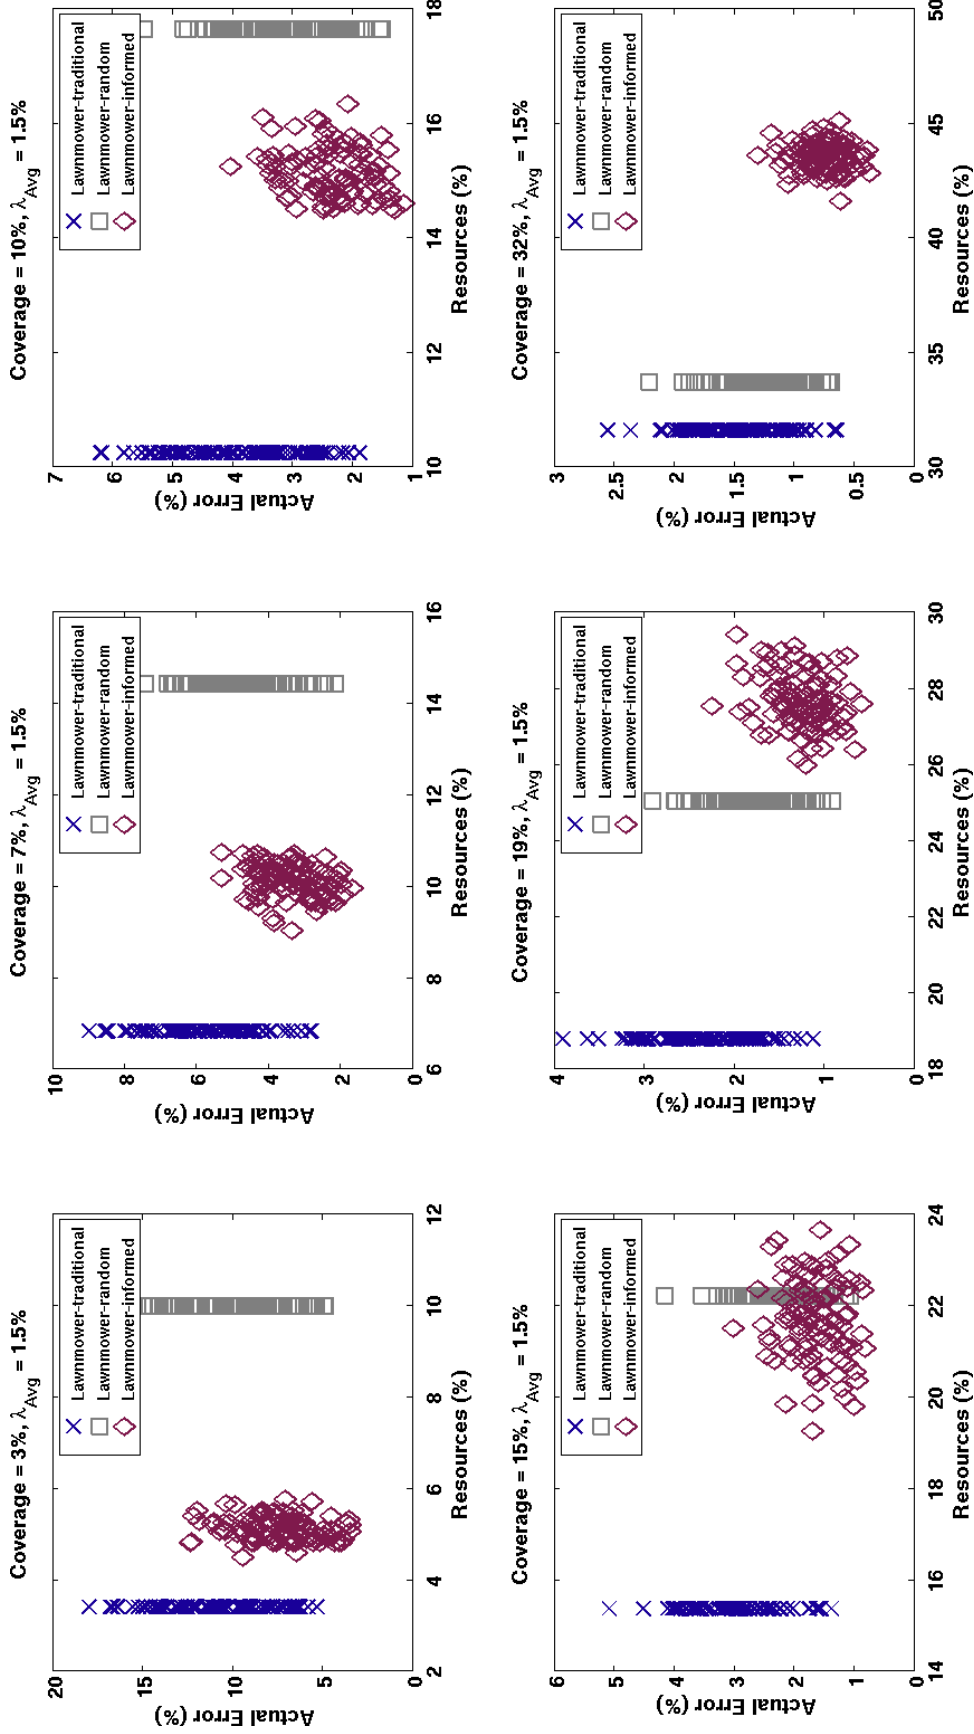 Coverage = 3%, λAvg = 1.5%
Lawnmower-traditional
Lawnmower-random
Lawnmower-informed
20
15
10
5
Actual Error (%)
2
4
6
8
10
12
Resources (%)
Coverage = 7%, λAvg = 1.5%
Lawnmower-traditional
Lawnmower-random
Lawnmower-informed
10
8
6
4
2
0
Actual Error (%)
6
8
10
12
14
16
Resources (%)
Coverage = 10%, λAvg = 1.5%
Lawnmower-traditional
Lawnmower-random
Lawnmower-informed
7
6
5
4
3
2
1
Actual Error (%)
10
12
14
16
18
Resources (%)
Coverage = 15%, λAvg = 1.5%
Lawnmower-traditional
Lawnmower-random
Lawnmower-informed
6
5
4
3
2
1
0
Actual Error (%)
14
16
18
20
22
24
Resources (%)
Coverage = 19%, λAvg = 1.5%
Lawnmower-traditional
Lawnmower-random
Lawnmower-informed
4
3
2
1
0
Actual Error (%)
18
20
22
24
26
28
30
Resources (%)
Coverage = 32%, λAvg = 1.5%
Lawnmower-traditional
Lawnmower-random
Lawnmower-informed
3
2.5
2
1.5
1
0.5
0
Actual Error (%)
30
35
40
45
50
Resources (%)